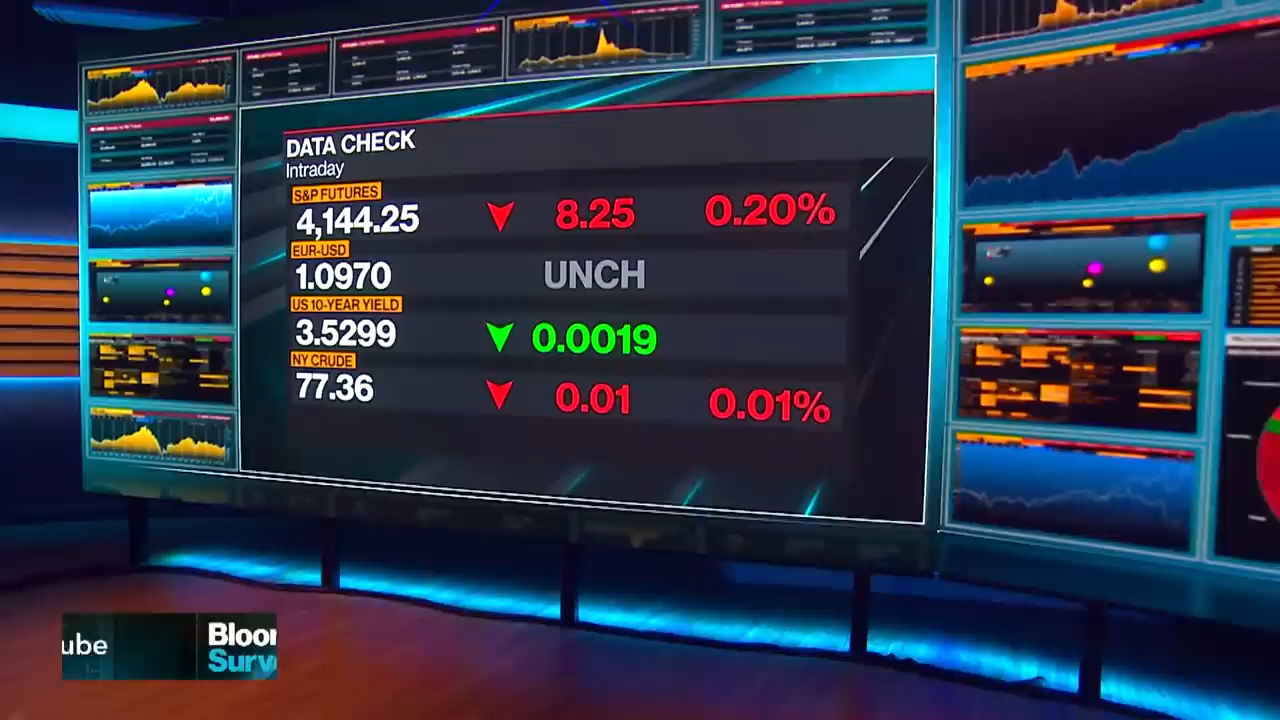 DATA CHECK
Intraday
S&P FUTURES
4,144.25 8.25 0.20%
EUR-USD
1.0970 UNCH
US 10-YEAR YIELD
3.5299 0.0019
NY CRUDE
77.36 0.01 0.01%
ube
Bloor
Surv